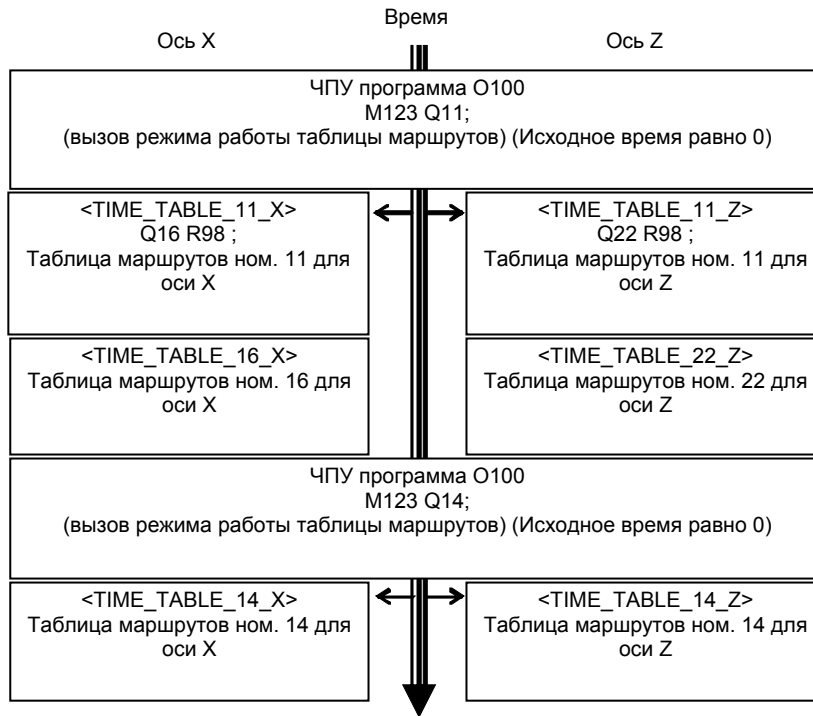 Время
Ось X
Ось Z
ЧПУ программа O100
M123 Q11;
(вызов режима работы таблицы маршрутов) (Исходное время равно 0)
<TIME_TABLE_11_X>
Q16 R98 ;
Таблица маршрутов ном. 11 для
оси X
<TIME_TABLE_11_Z>
Q22 R98 ;
Таблица маршрутов ном. 11 для
оси Z
<TIME_TABLE_16_X>
Таблица маршрутов ном. 16 для
оси X
<TIME_TABLE_22_Z>
Таблица маршрутов ном. 22 для
оси Z
ЧПУ программа O100
M123 Q14;
(вызов режима работы таблицы маршрутов) (Исходное время равно 0)
<TIME_TABLE_14_X>
Таблица маршрутов ном. 14 для
оси X
<TIME_TABLE_14_Z>
Таблица маршрутов ном. 14 для
оси Z